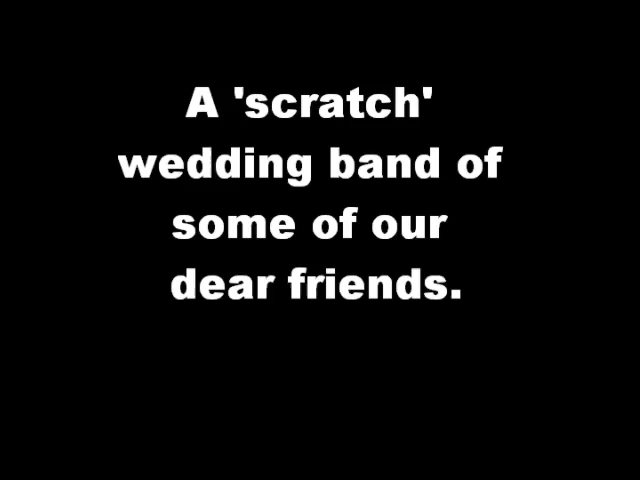 A 'scratch'
wedding band of
some of our
dear friends.